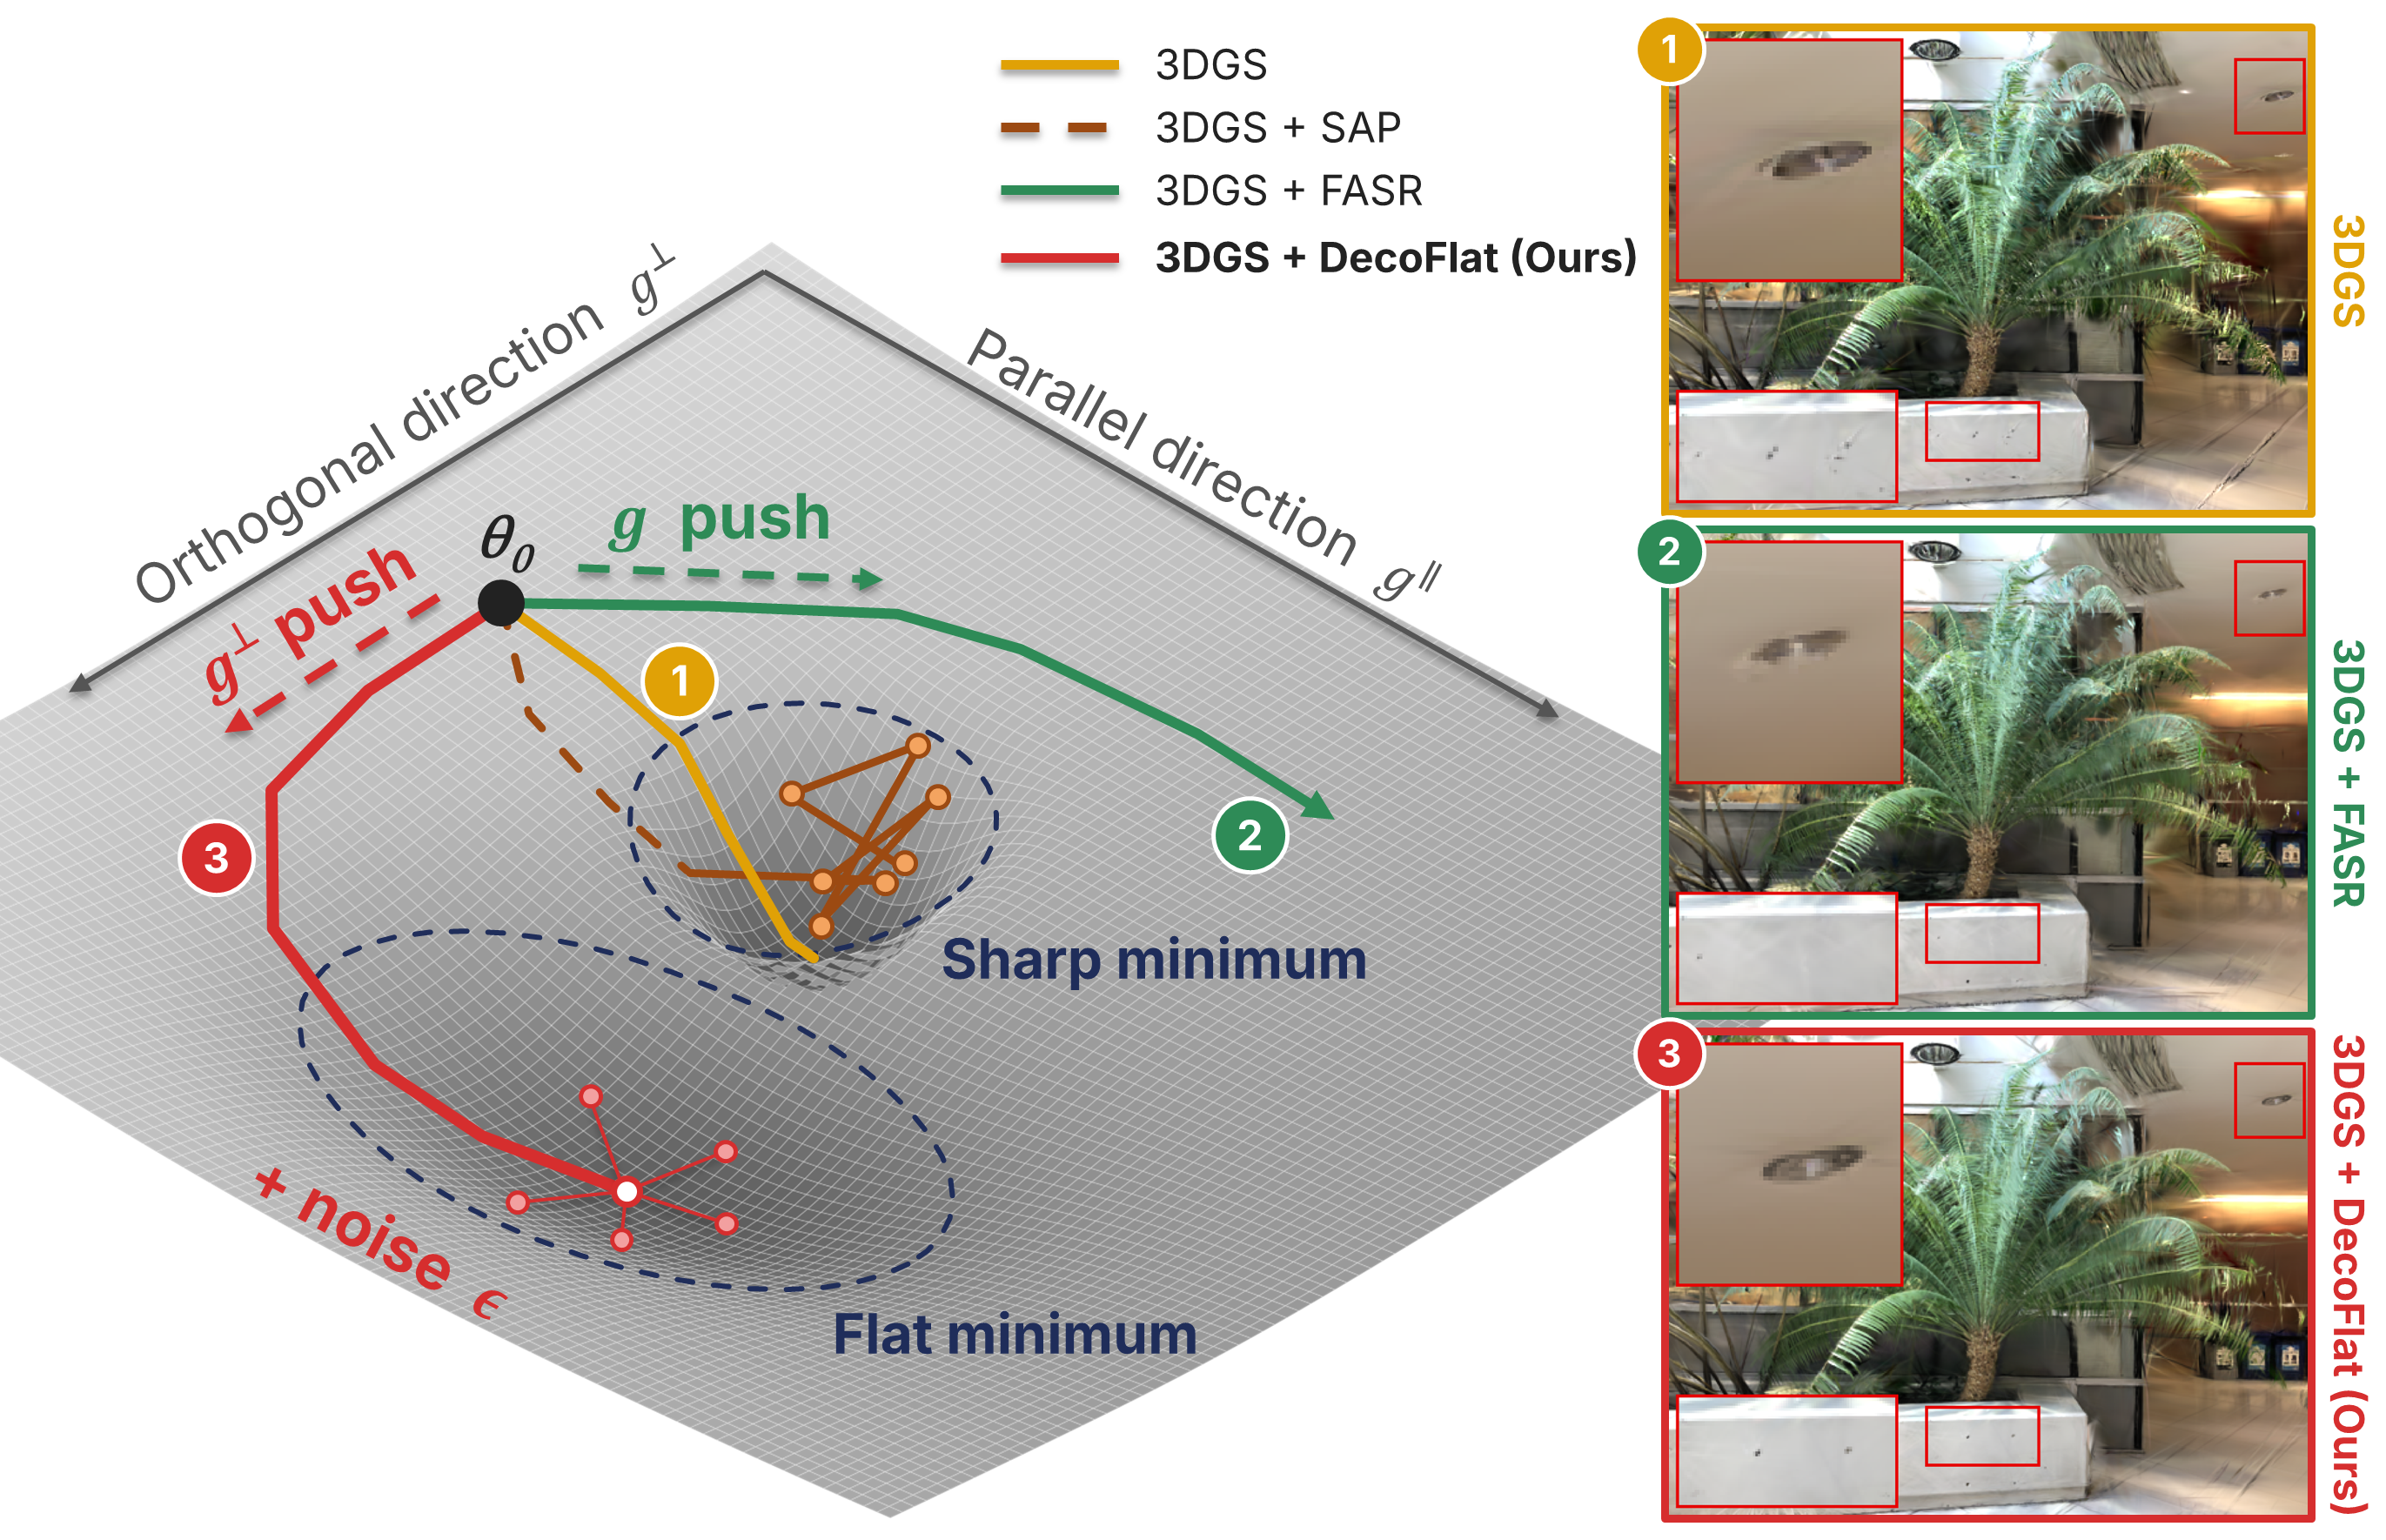 3DGS
3DGS + SAP
3DGS + FASR
3DGS + DecoFlat (Ours)
Orthogonal direction g⊥
Parallel direction g∥
θ0
g push
g⊥ push
1
2
3
Sharp minimum
Flat minimum
+ noise ϵ
1
3DGS
2
3DGS + FASR
3
3DGS + DecoFlat (Ours)